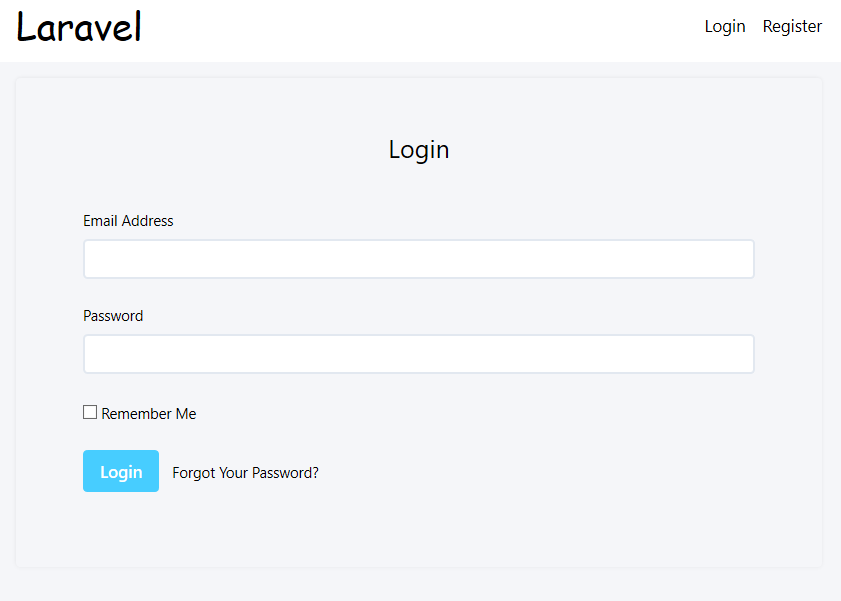 Laravel
Login Register
Login
Email Address
Password
Remember Me
Login Forgot Your Password?